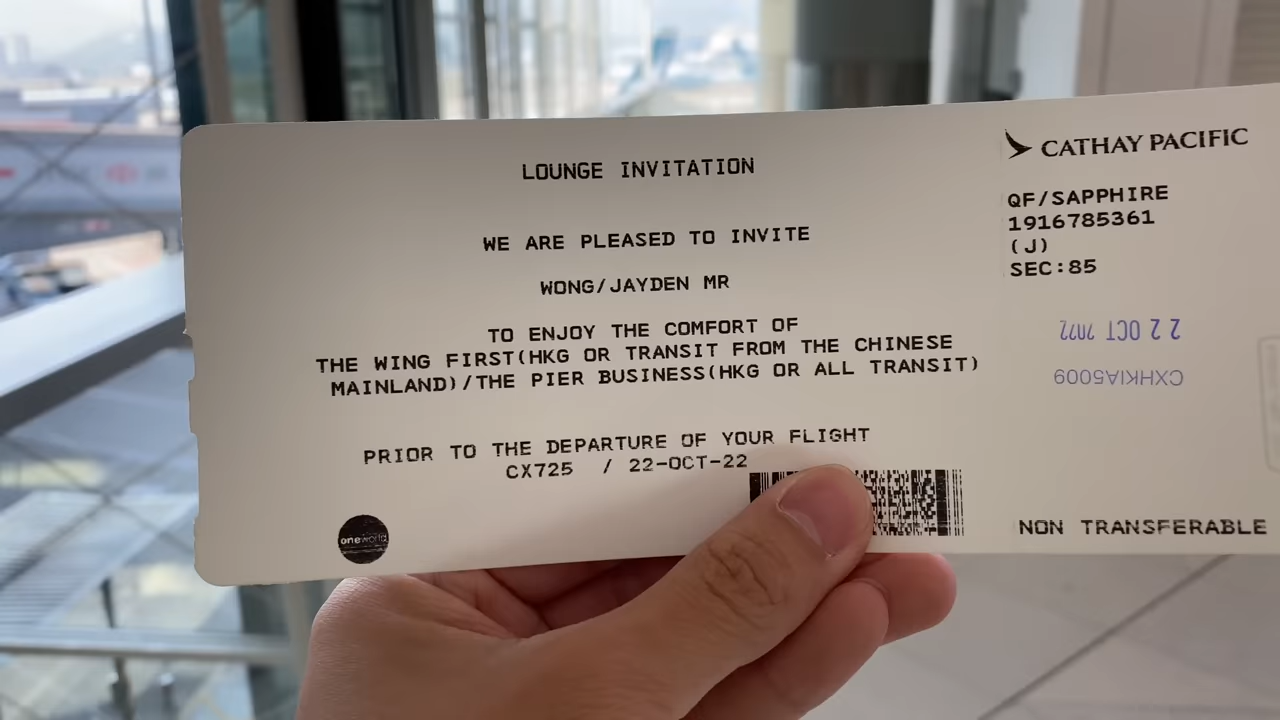 LOUNGE INVITATION
WE ARE PLEASED TO INVITE
WONG/JAYDEN MR
TO ENJOY THE COMFORT OF
THE WING FIRST(HKG OR TRANSIT FROM THE CHINESE
MAINLAND)/THE PIER BUSINESS(HKG OR ALL TRANSIT)
PRIOR TO THE DEPARTURE OF YOUR FLIGHT
CX725 / 22-OCT-22
oneworld
CATHAY PACIFIC
QF/SAPPHIRE
1916785361
(J)
SEC:85
22 OCT 2022
CXHKIA5009
NON TRANSFERABLE